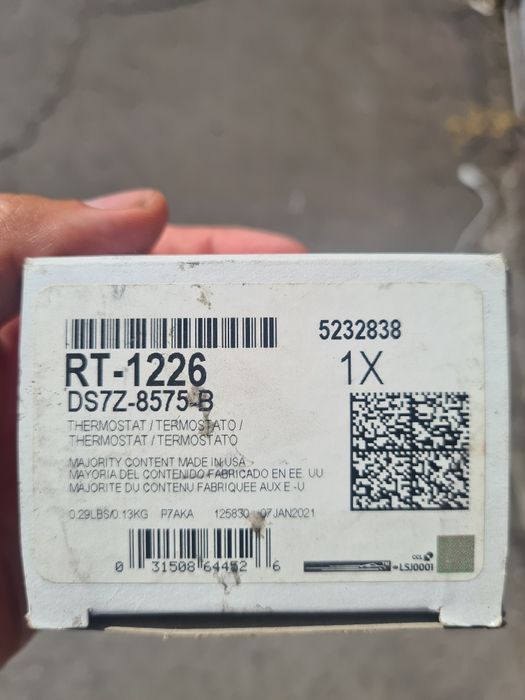 5232838
RT-1226
1X
DS7Z-8575-B
THERMOSTAT / TERMOSTATO /
THERMOSTAT / TERMOSTATO
MAJORITY CONTENT MADE IN USA
MAYORIA DEL CONTENIDO FABRICADO EN EE. UU
MAJORITE DU CONTENU FABRIQUEE AUX E -U
0.29LBS/0.13KG P7AKA 125830 07JAN2021
0 31508 64452 6
CCL
LSJ0001